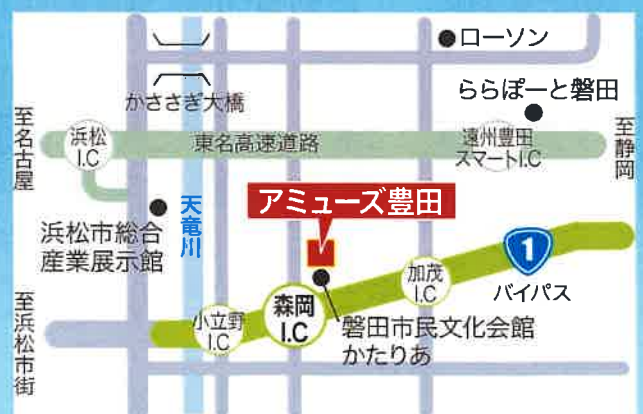 ローソン
ららぽーと磐田
かささぎ大橋
至名古屋
浜松
I.C
東名高速道路
遠州豊田
スマートI.C
至静岡
アミューズ豊田
天竜川
浜松市総合
産業展示館
1
バイパス
加茂
I.C
森岡
I.C
小立野
I.C
磐田市民文化会館
かたりあ
至浜松市街